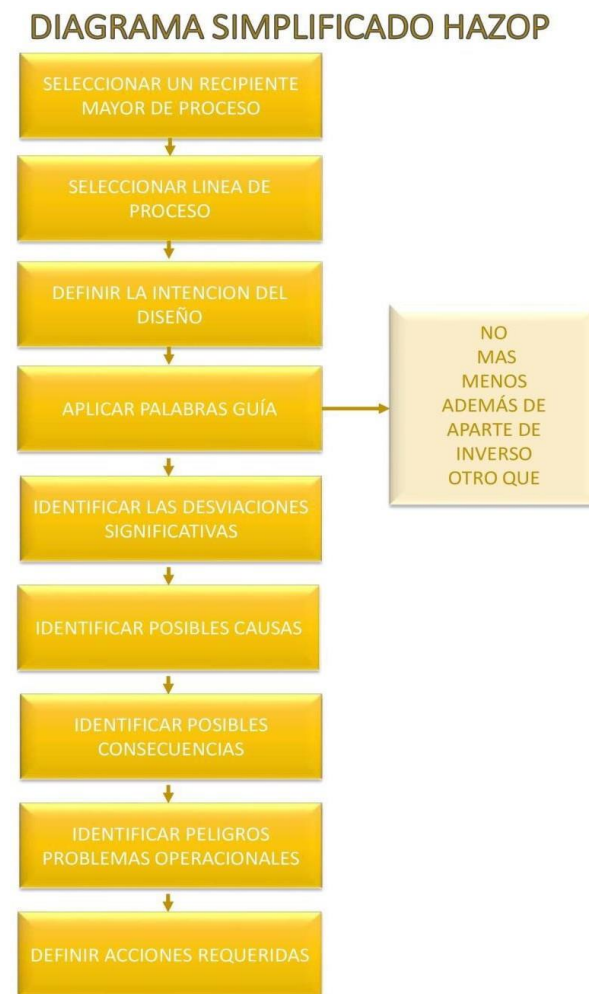 DIAGRAMA SIMPLIFICADO HAZOP
SELECCIONAR UN RECIPIENTE
MAYOR DE PROCESO
SELECCIONAR LINEA DE
PROCESO
DEFINIR LA INTENCION DEL
DISEÑO
APLICAR PALABRAS GUÍA
NO
MAS
MENOS
ADEMÁS DE
APARTE DE
INVERSO
OTRO QUE
IDENTIFICAR LAS DESVIACIONES
SIGNIFICATIVAS
IDENTIFICAR POSIBLES CAUSAS
IDENTIFICAR POSIBLES
CONSECUENCIAS
IDENTIFICAR PELIGROS
PROBLEMAS OPERACIONALES
DEFINIR ACCIONES REQUERIDAS